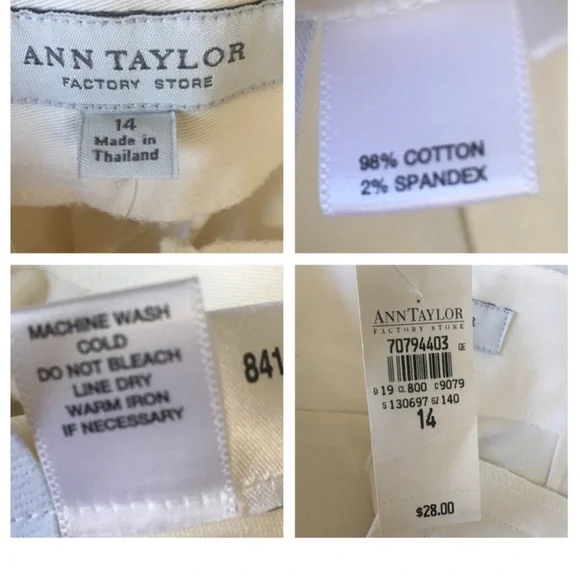 ANN TAYLOR
FACTORY STORE
14
Made in
Thailand
98% COTTON
2% SPANDEX
MACHINE WASH
COLD
DO NOT BLEACH
LINE DRY
WARM IRON
IF NECESSARY
841
ANNTAYLOR
FACTORY STORE
70794403 GE
D 19 CL 800 C 9079
S 130697 SZ 140
14
$28.00